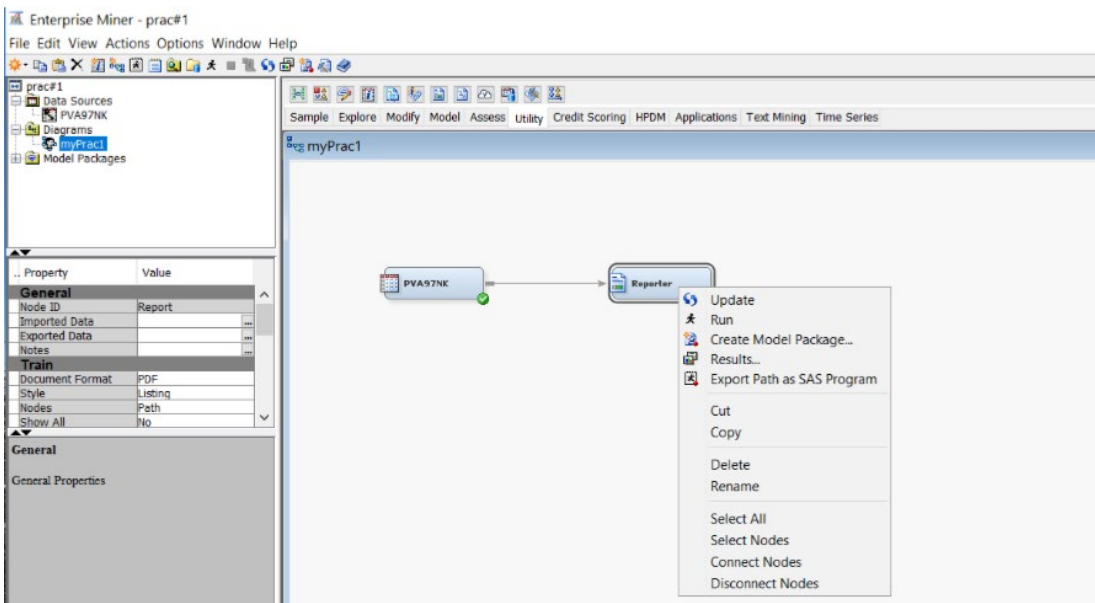 Enterprise Miner - prac#1
File Edit View Actions Options Window Help
prac#1
Data Sources
PVA97NK
Diagrams
myPrac1
Model Packages
.. Property Value
General
Node ID Report
Imported Data ...
Exported Data ...
Notes ...
Train
Document Format PDF
Style Listing
Nodes Path
Show All No
General
General Properties
Sample Explore Modify Model Assess Utility Credit Scoring HPDM Applications Text Mining Time Series
myPrac1
PVA97NK
Reporter
Update
Run
Create Model Package...
Results...
Export Path as SAS Program
Cut
Copy
Delete
Rename
Select All
Select Nodes
Connect Nodes
Disconnect Nodes